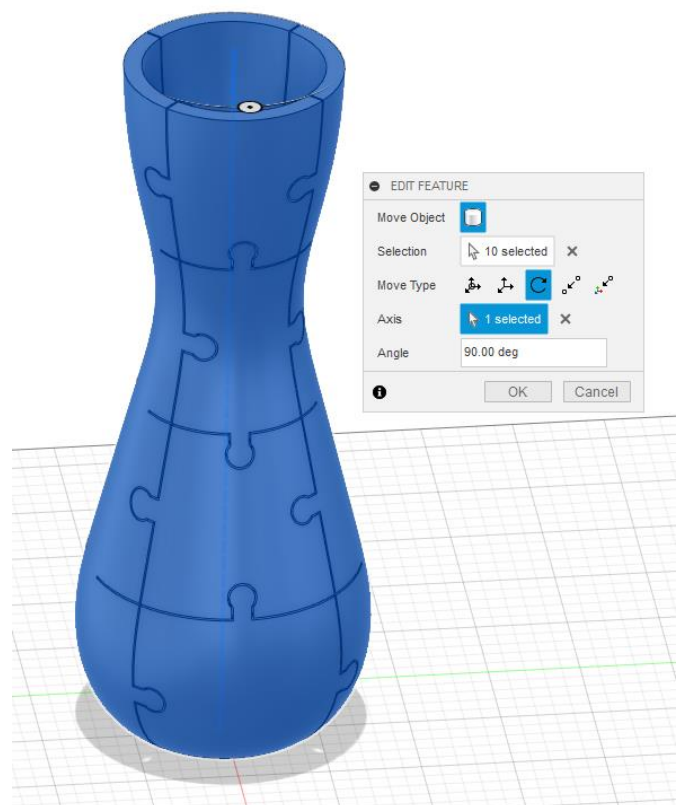 EDIT FEATURE
Move Object
Selection 10 selected
Move Type
Axis 1 selected
Angle 90.00 deg
OK Cancel